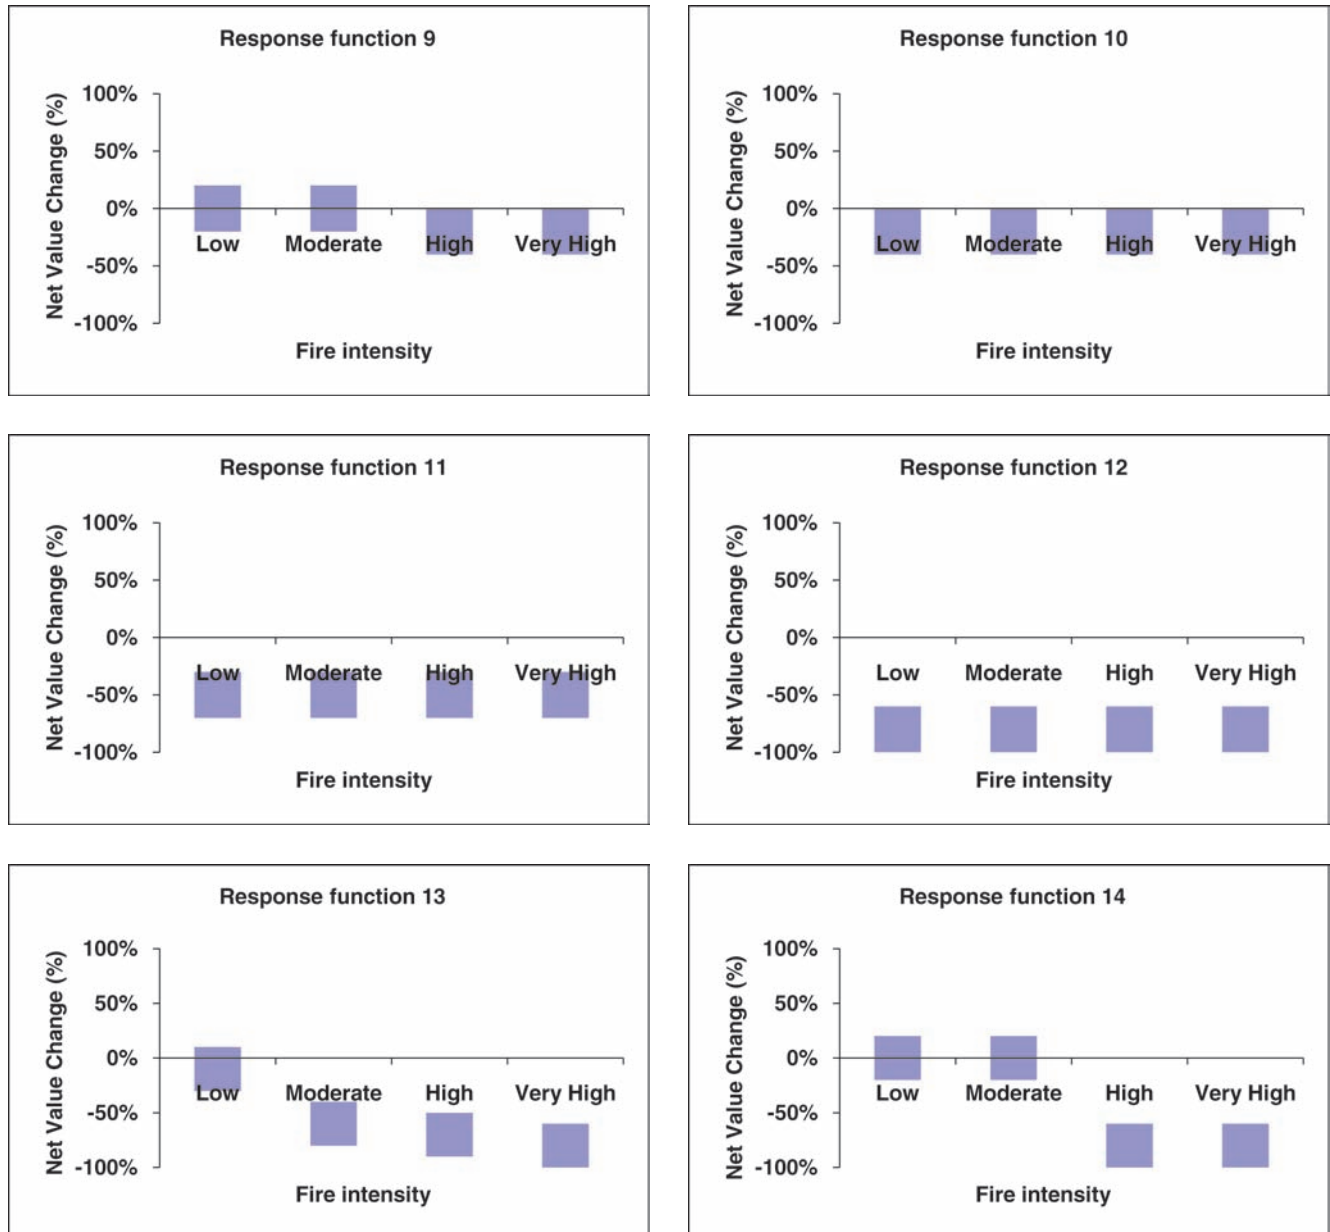 Response function 9
Net Value Change (%)
100%
50%
0%
-50%
-100%
Low Moderate High Very High
Fire intensity
Response function 10
Net Value Change (%)
100%
50%
0%
-50%
-100%
Low Moderate High Very High
Fire intensity
Response function 11
Net Value Change (%)
100%
50%
0%
-50%
-100%
Low Moderate High Very High
Fire intensity
Response function 12
Net Value Change (%)
100%
50%
0%
-50%
-100%
Low Moderate High Very High
Fire intensity
Response function 13
Net Value Change (%)
100%
50%
0%
-50%
-100%
Low Moderate High Very High
Fire intensity
Response function 14
Net Value Change (%)
100%
50%
0%
-50%
-100%
Low Moderate High Very High
Fire intensity